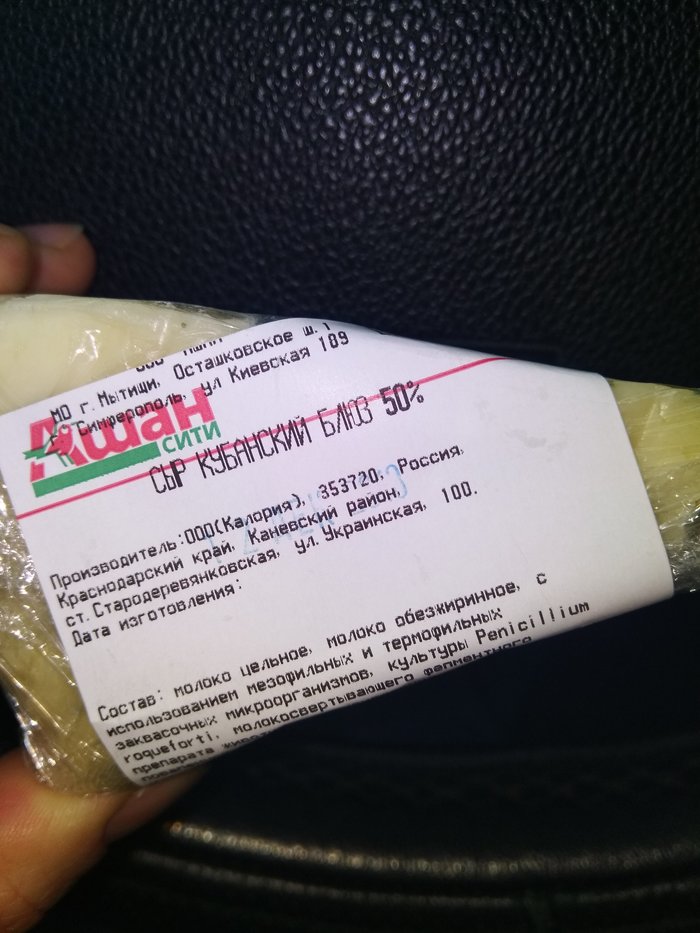 МО г.Мытищи, Осташковское ш.1
г.Симферополь, ул Киевская 189
Ашан
СИТИ
СЫР КУБАНСКИЙ БЛЮЗ 50%
Производитель:ООО(Калория), 353720, Россия,
Краснодарский край, Каневский район,
ст.Стародеревянковская, ул.Украинская, 100.
Дата изготовления:
Состав: молоко цельное, молоко обезжиренное, с
использованием мезофильных и термофильных
заквасочных микроорганизмов, культуры Penicillium
roqueforti, молокосвертывающего ферментного
препарата